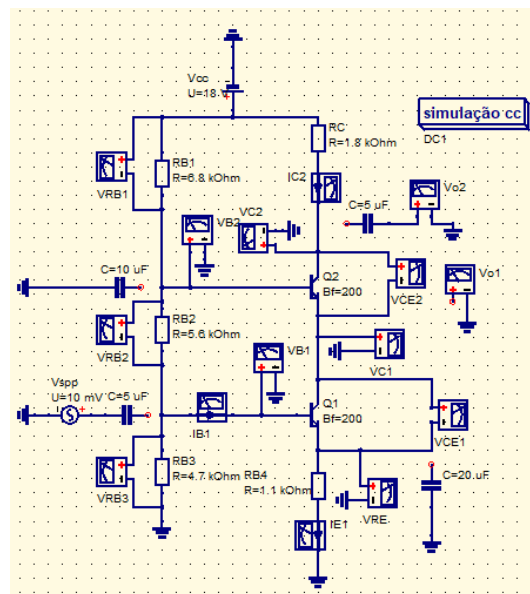 Vcc
U=18 V
simulação cc
DC1
RC
R=1.8 kOhm
RB1
R=6.8 kOhm
VRB1
IC2
C=5 uF
Vo2
VB2
VC2
C=10 uF
Q2
Bf=200
VCE2
Vo1
RB2
R=5.6 kOhm
VRB2
VB1
VC1
Vspp
U=10 mV
C=5 uF
IB1
Q1
Bf=200
VCE1
RB3
R=4.7 kOhm
VRB3
RB4
R=1.1 kOhm
C=20 uF
VRE
IE1